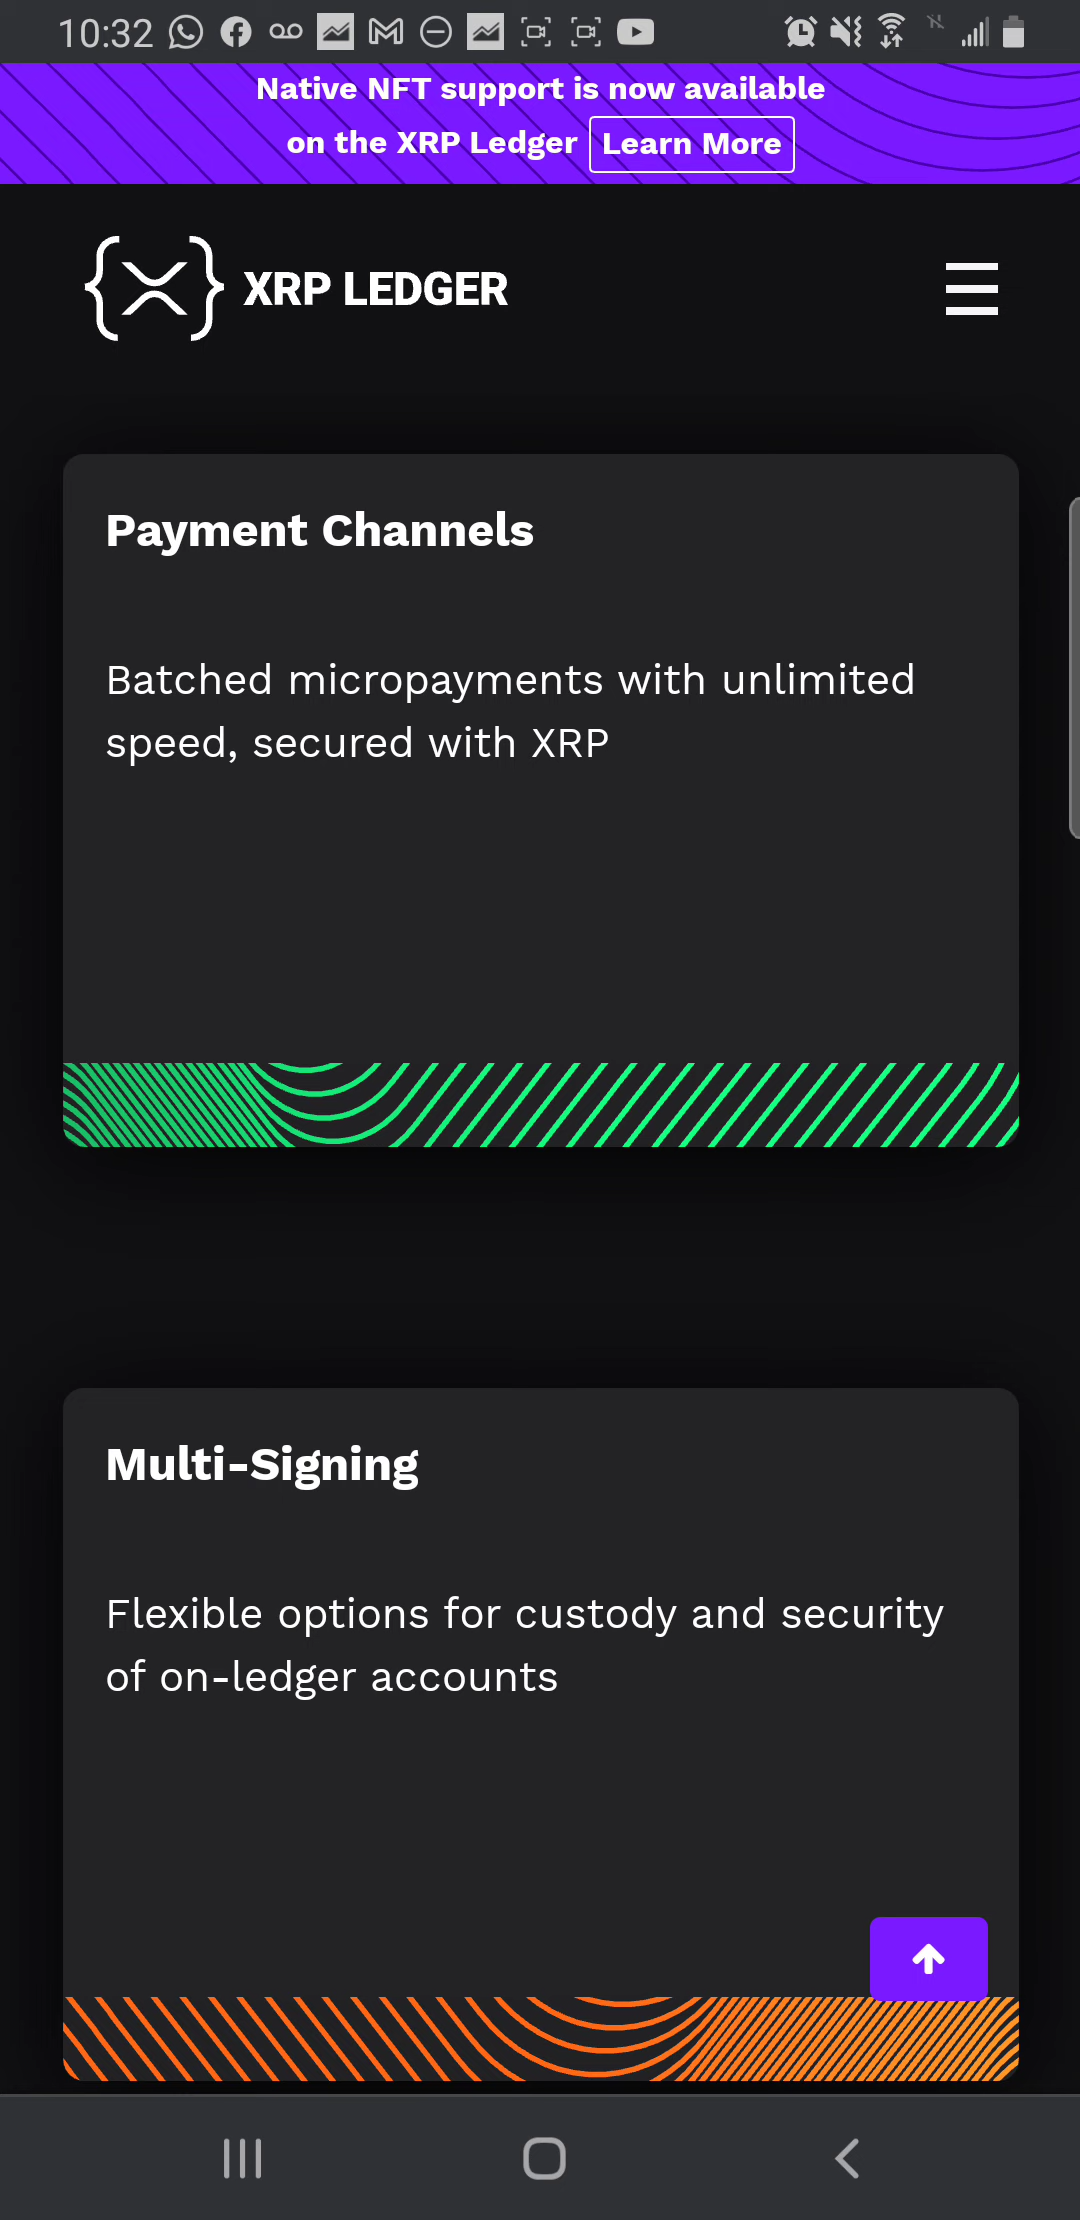 10:32
Native NFT support is now available
on the XRP Ledger Learn More
XRP LEDGER
Payment Channels
Batched micropayments with unlimited
speed, secured with XRP
Multi-Signing
Flexible options for custody and security
of on-ledger accounts